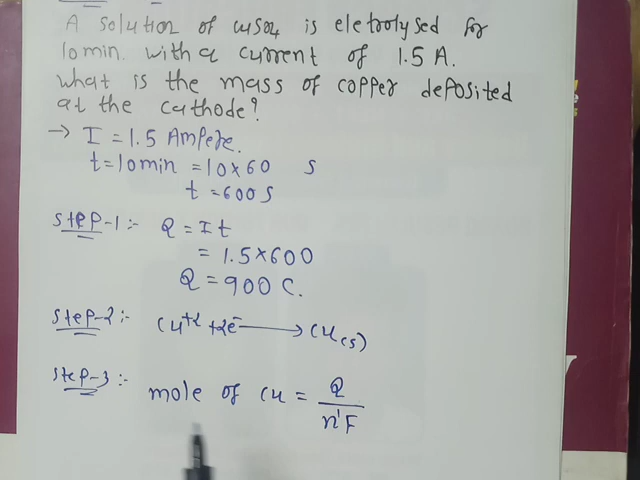 A solution of cuso4 is eletrolysed for
10min. with a current of 1.5 A.
what is the mass of copper deposited
at the cathode?
→ I = 1.5 Ampere.
t = 10min = 10×60 s
t = 600s
Step-1:- Q = It
= 1.5×600
Q = 900 C.
Step-2:- Cu+2 +2e- ⟶ Cu(s)
Step-3:- mole of Cu = Q
n'F